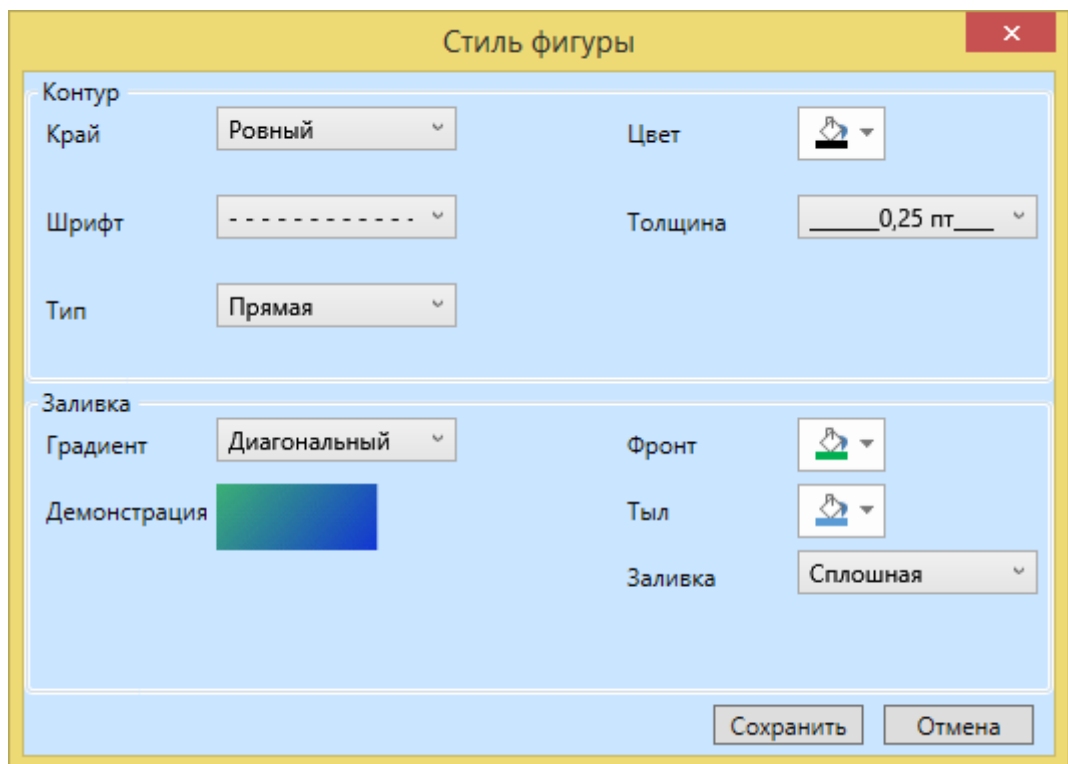 Стиль фигуры
Контур
Край Ровный Цвет
Шрифт - - - - - - - - - - - - Толщина ______0,25 пт___
Тип Прямая
Заливка
Градиент Диагональный Фронт
Демонстрация Тыл
Заливка Сплошная
Сохранить Отмена